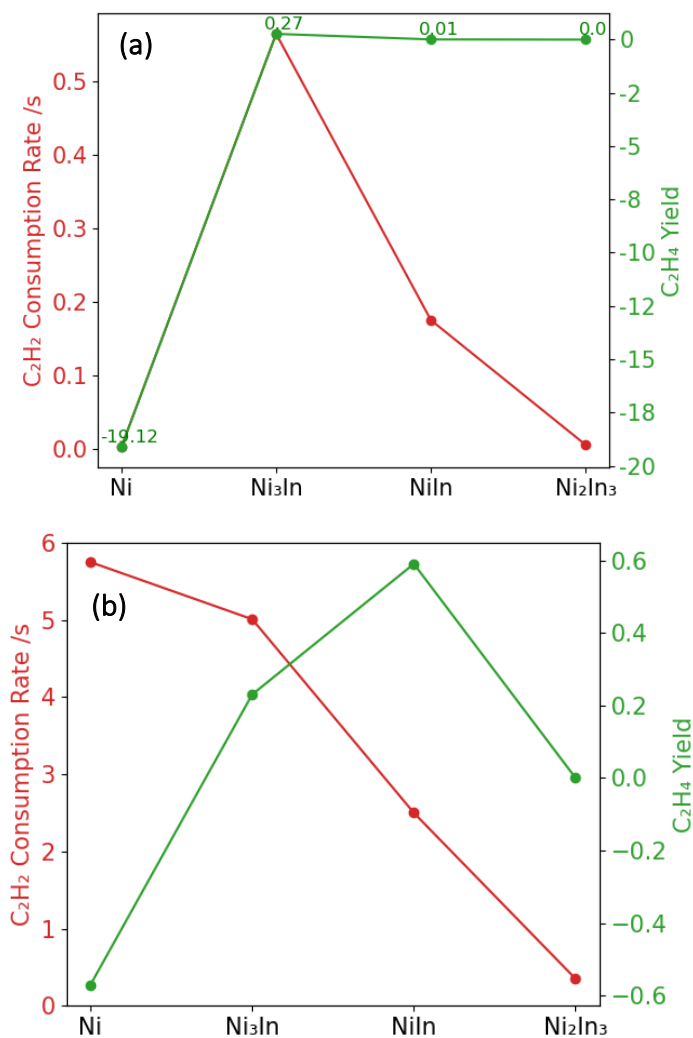 (a)
C₂H₂ Consumption Rate /s
0.5
0.4
0.3
0.2
0.1
0.0
0.27
0.01
0.0
-19.12
0
-2
-5
-8
-10
-12
-15
-18
-20
C₂H₄ Yield
Ni
Ni₃In
NiIn
Ni₂In₃
(b)
C₂H₂ Consumption Rate /s
6
5
4
3
2
1
0
0.6
0.4
0.2
0.0
−0.2
−0.4
−0.6
C₂H₄ Yield
Ni
Ni₃In
NiIn
Ni₂In₃